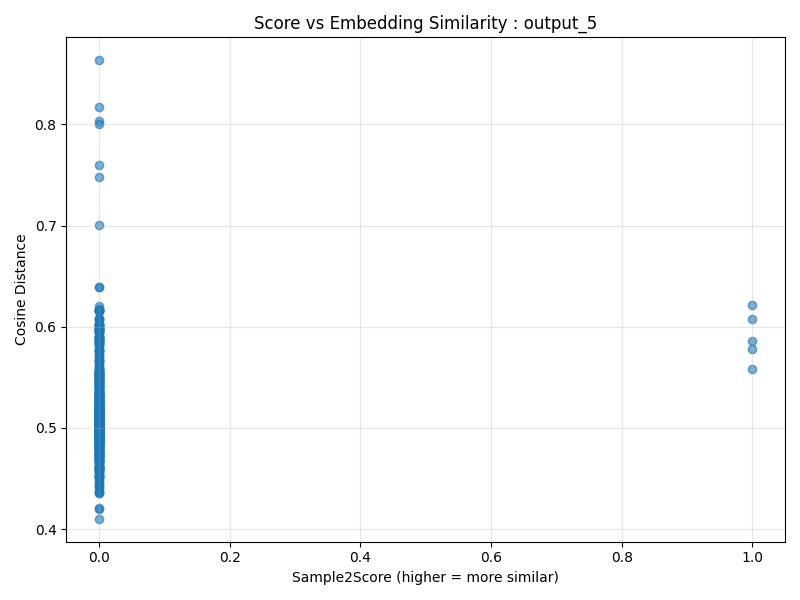 Score vs Embedding Similarity : output_5
Cosine Distance
0.8
0.7
0.6
0.5
0.4
0.0 0.2 0.4 0.6 0.8 1.0
Sample2Score (higher = more similar)